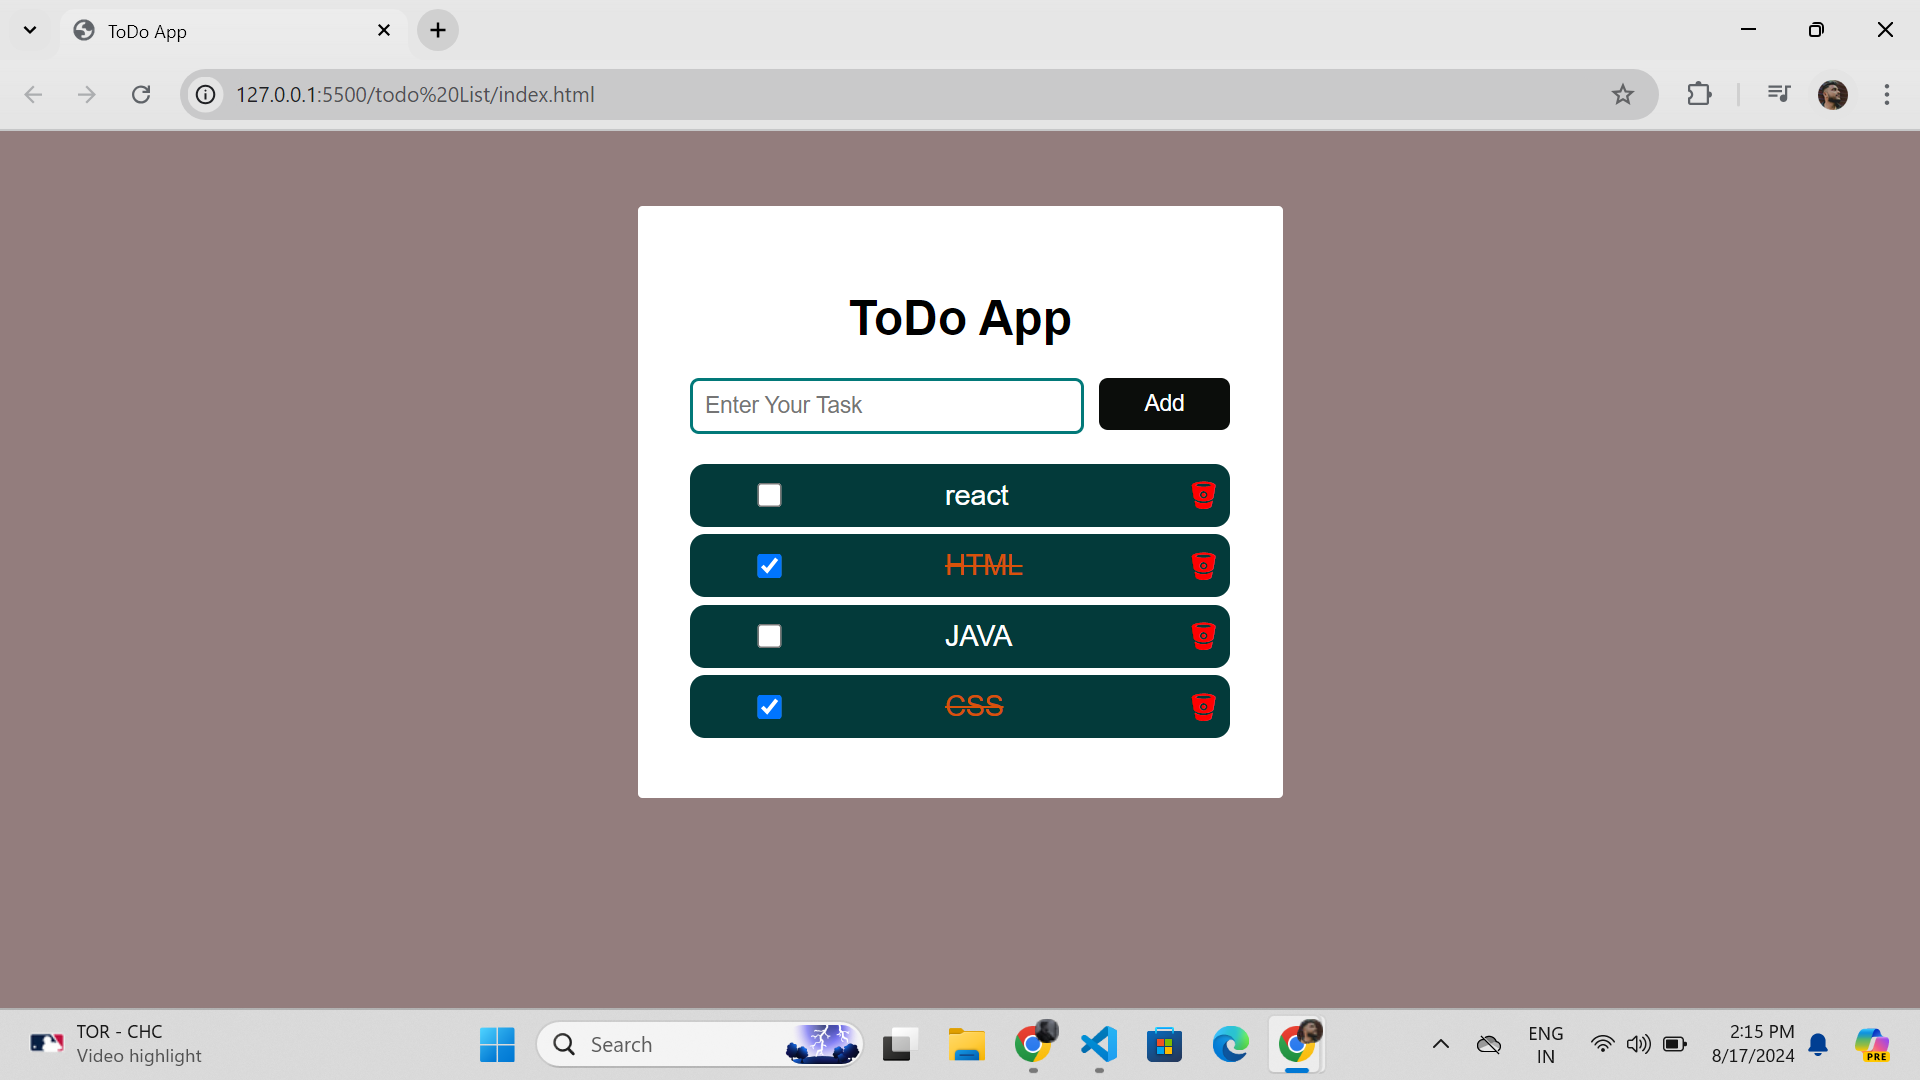 ToDo App
127.0.0.1:5500/todo%20List/index.html
ToDo App
Enter Your Task
Add
react
HTML
JAVA
CSS
TOR - CHC
Video highlight
Search
PRE
ENG
IN
2:15 PM
8/17/2024